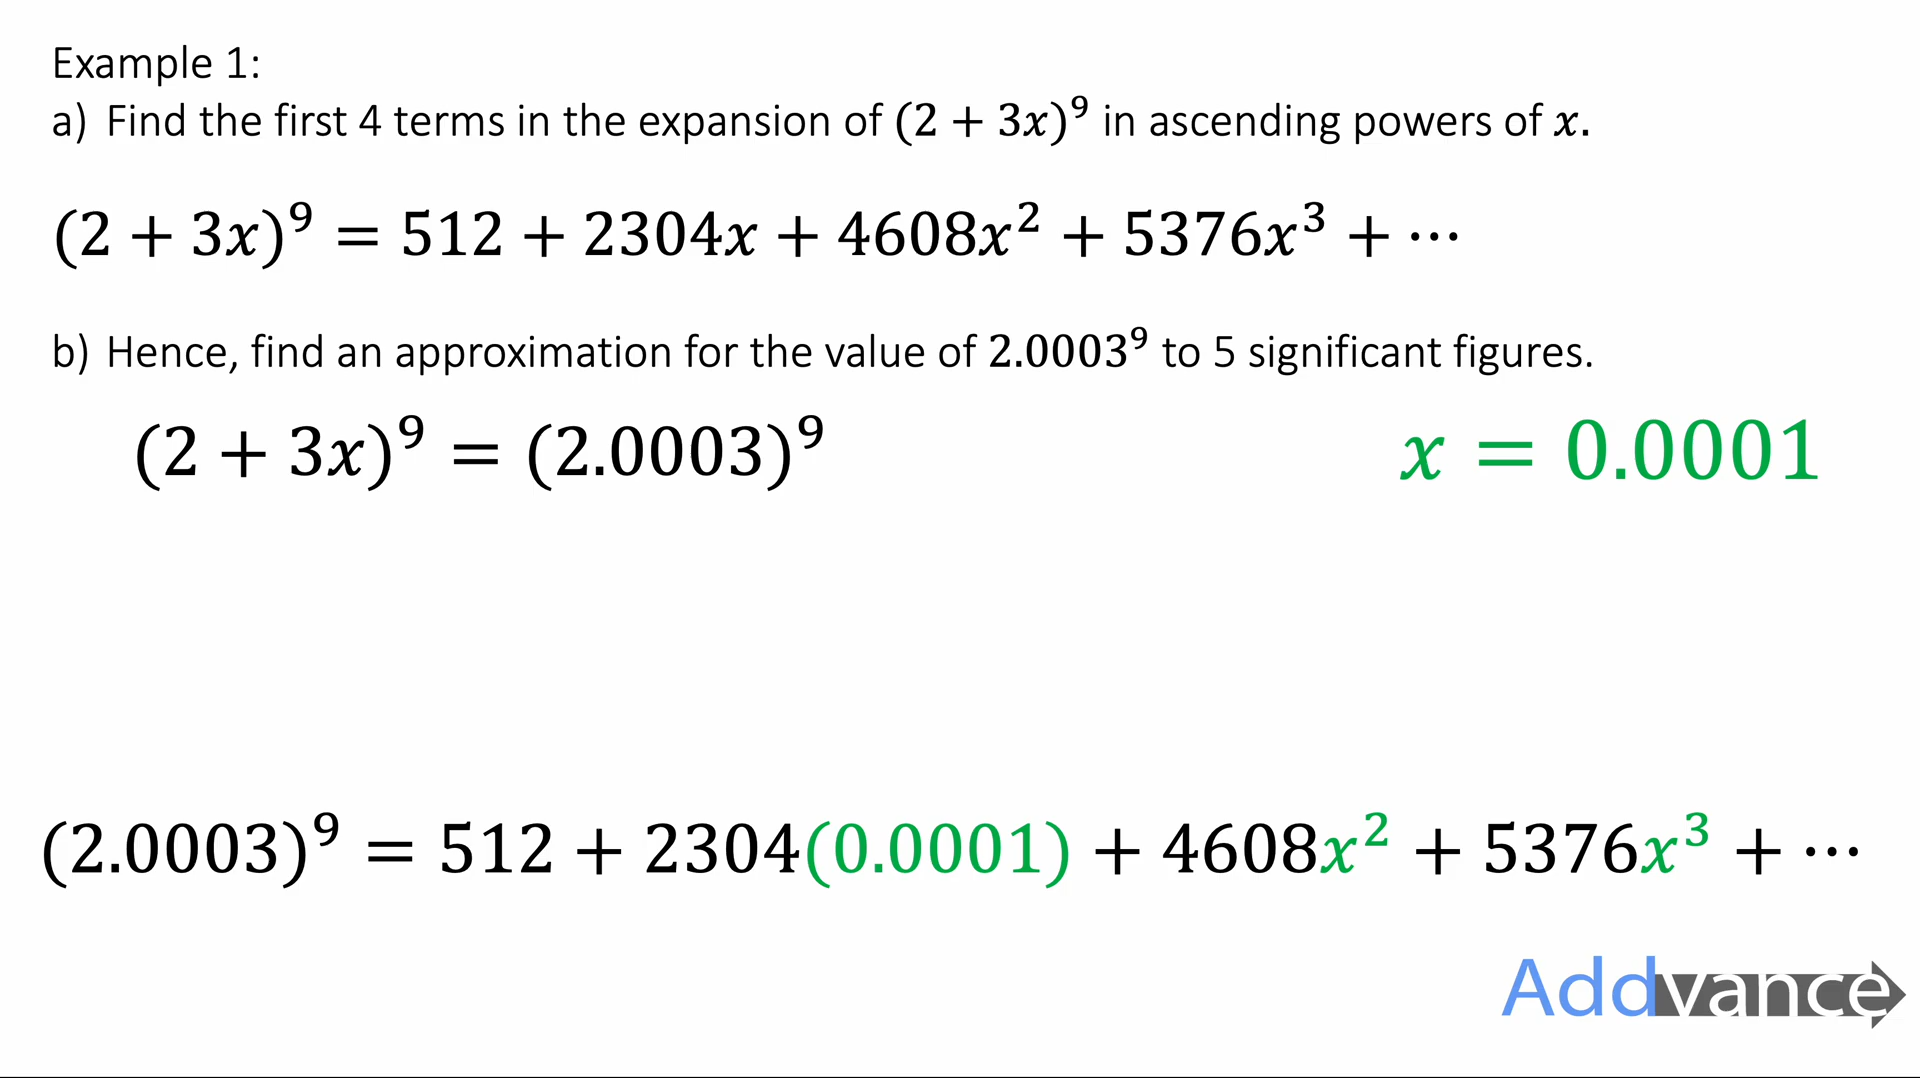 Example 1:
a) Find the first 4 terms in the expansion of (2 + 3x)⁹ in ascending powers of x.
(2 + 3x)⁹ = 512 + 2304x + 4608x² + 5376x³ + ⋯
b) Hence, find an approximation for the value of 2.0003⁹ to 5 significant figures.
(2 + 3x)⁹ = (2.0003)⁹
x = 0.0001
(2.0003)⁹ = 512 + 2304(0.0001) + 4608x² + 5376x³ + ⋯
Addvance